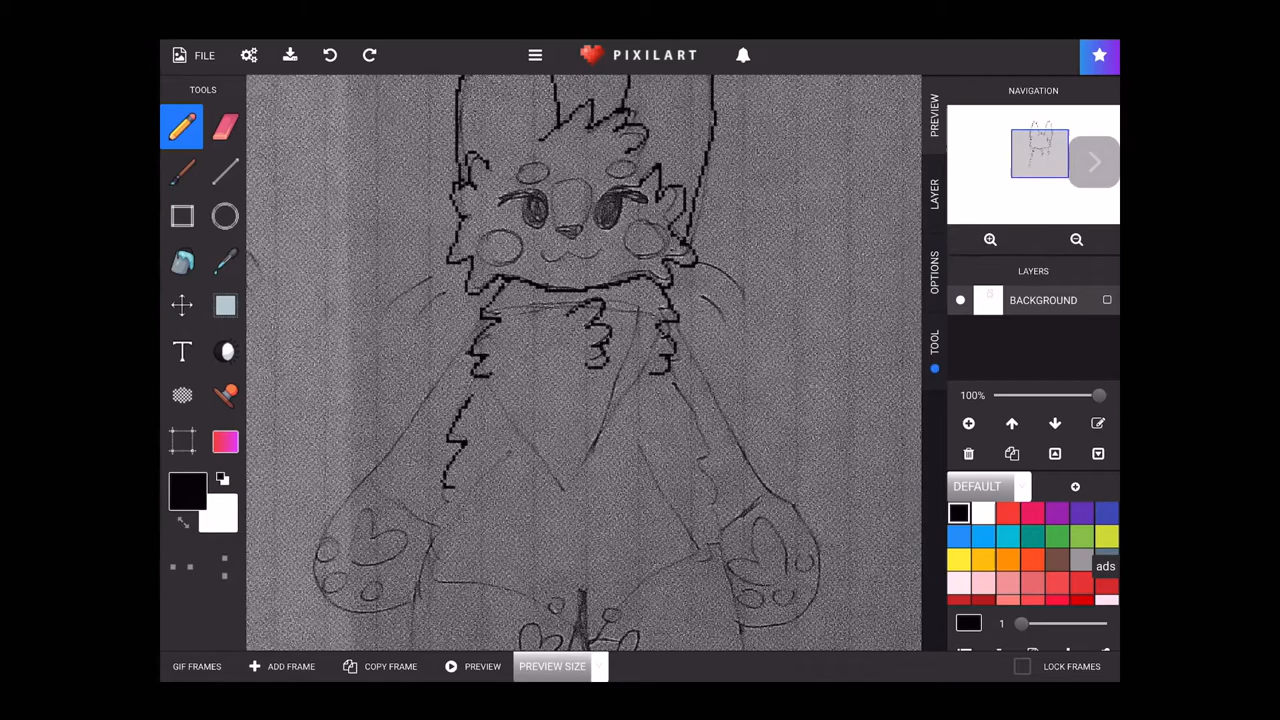 FILE
PIXILART
TOOLS
PREVIEW
LAYER
OPTIONS
TOOL
NAVIGATION
LAYERS
BACKGROUND
100%
DEFAULT
ads
1
T
GIF FRAMES
ADD FRAME
COPY FRAME
PREVIEW
PREVIEW SIZE
LOCK FRAMES